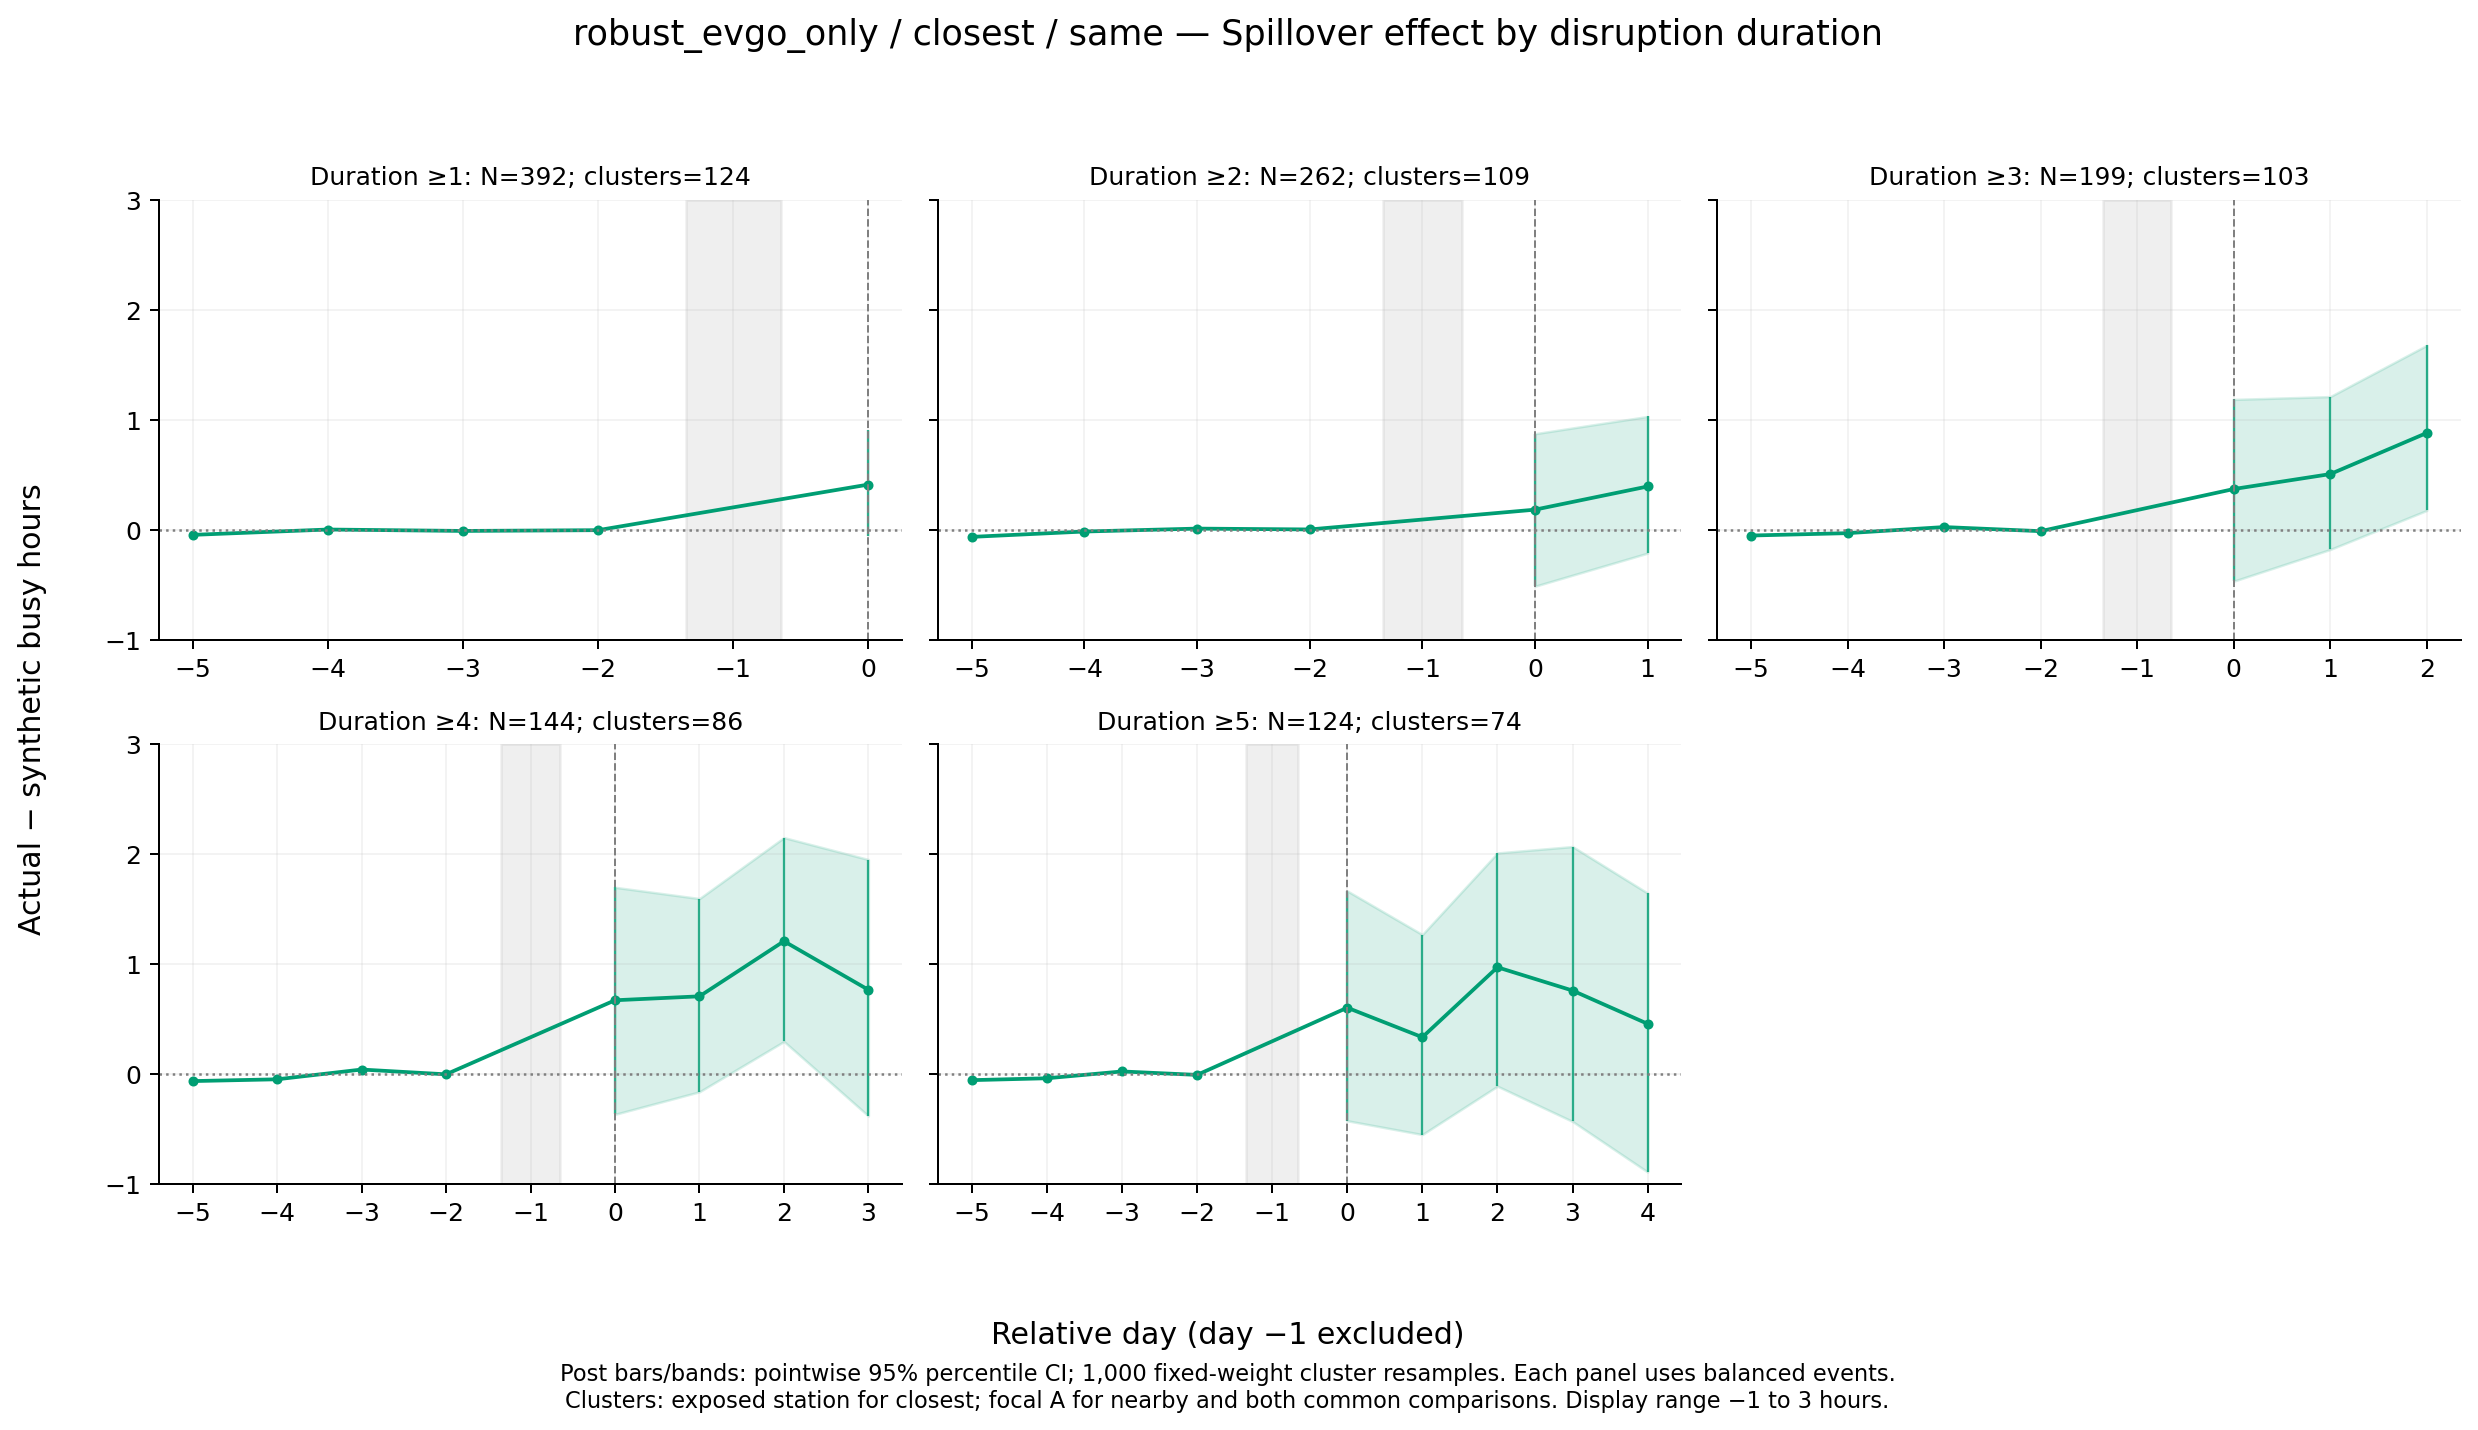 robust_evgo_only / closest / same — Spillover effect by disruption duration
Duration ≥1: N=392; clusters=124
Duration ≥2: N=262; clusters=109
Duration ≥3: N=199; clusters=103
3
2
1
0
−1
−5 −4 −3 −2 −1 0
−5 −4 −3 −2 −1 0 1
−5 −4 −3 −2 −1 0 1 2
Actual − synthetic busy hours
Duration ≥4: N=144; clusters=86
Duration ≥5: N=124; clusters=74
3
2
1
0
−1
−5 −4 −3 −2 −1 0 1 2 3
−5 −4 −3 −2 −1 0 1 2 3 4
Relative day (day −1 excluded)
Post bars/bands: pointwise 95% percentile CI; 1,000 fixed-weight cluster resamples. Each panel uses balanced events.
Clusters: exposed station for closest; focal A for nearby and both common comparisons. Display range −1 to 3 hours.